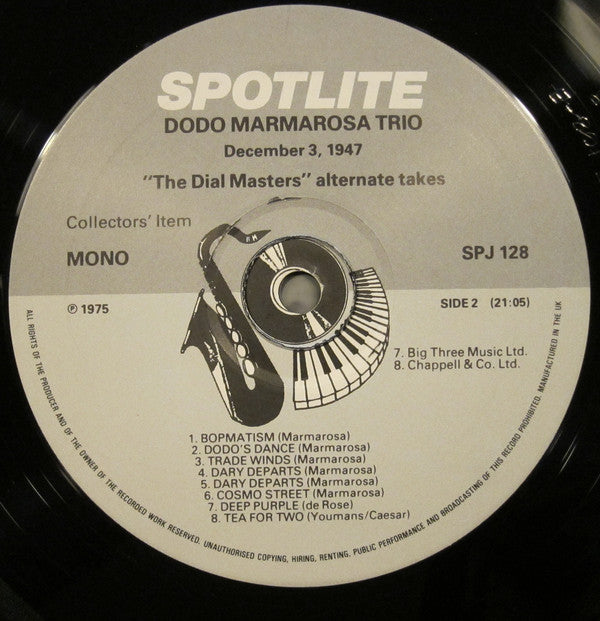 SPOTLITE
DODO MARMAROSA TRIO
December 3, 1947
"The Dial Masters" alternate takes
Collectors' Item
MONO
SPJ 128
℗ 1975
SIDE 2 (21:05)
7. Big Three Music Ltd.
8. Chappell & Co. Ltd.
1. BOPMATISM (Marmarosa)
2. DODO'S DANCE (Marmarosa)
3. TRADE WINDS (Marmarosa)
4. DARY DEPARTS (Marmarosa)
5. DARY DEPARTS (Marmarosa)
6. COSMO STREET (Marmarosa)
7. DEEP PURPLE (de Rose)
8. TEA FOR TWO (Youmans/Caesar)
ALL RIGHTS OF THE PRODUCER AND OF THE OWNER OF THE RECORDED WORK RESERVED. UNAUTHORISED COPYING, HIRING, RENTING, PUBLIC PERFORMANCE AND BROADCASTING OF THIS RECORD PROHIBITED. MANUFACTURED IN THE UK